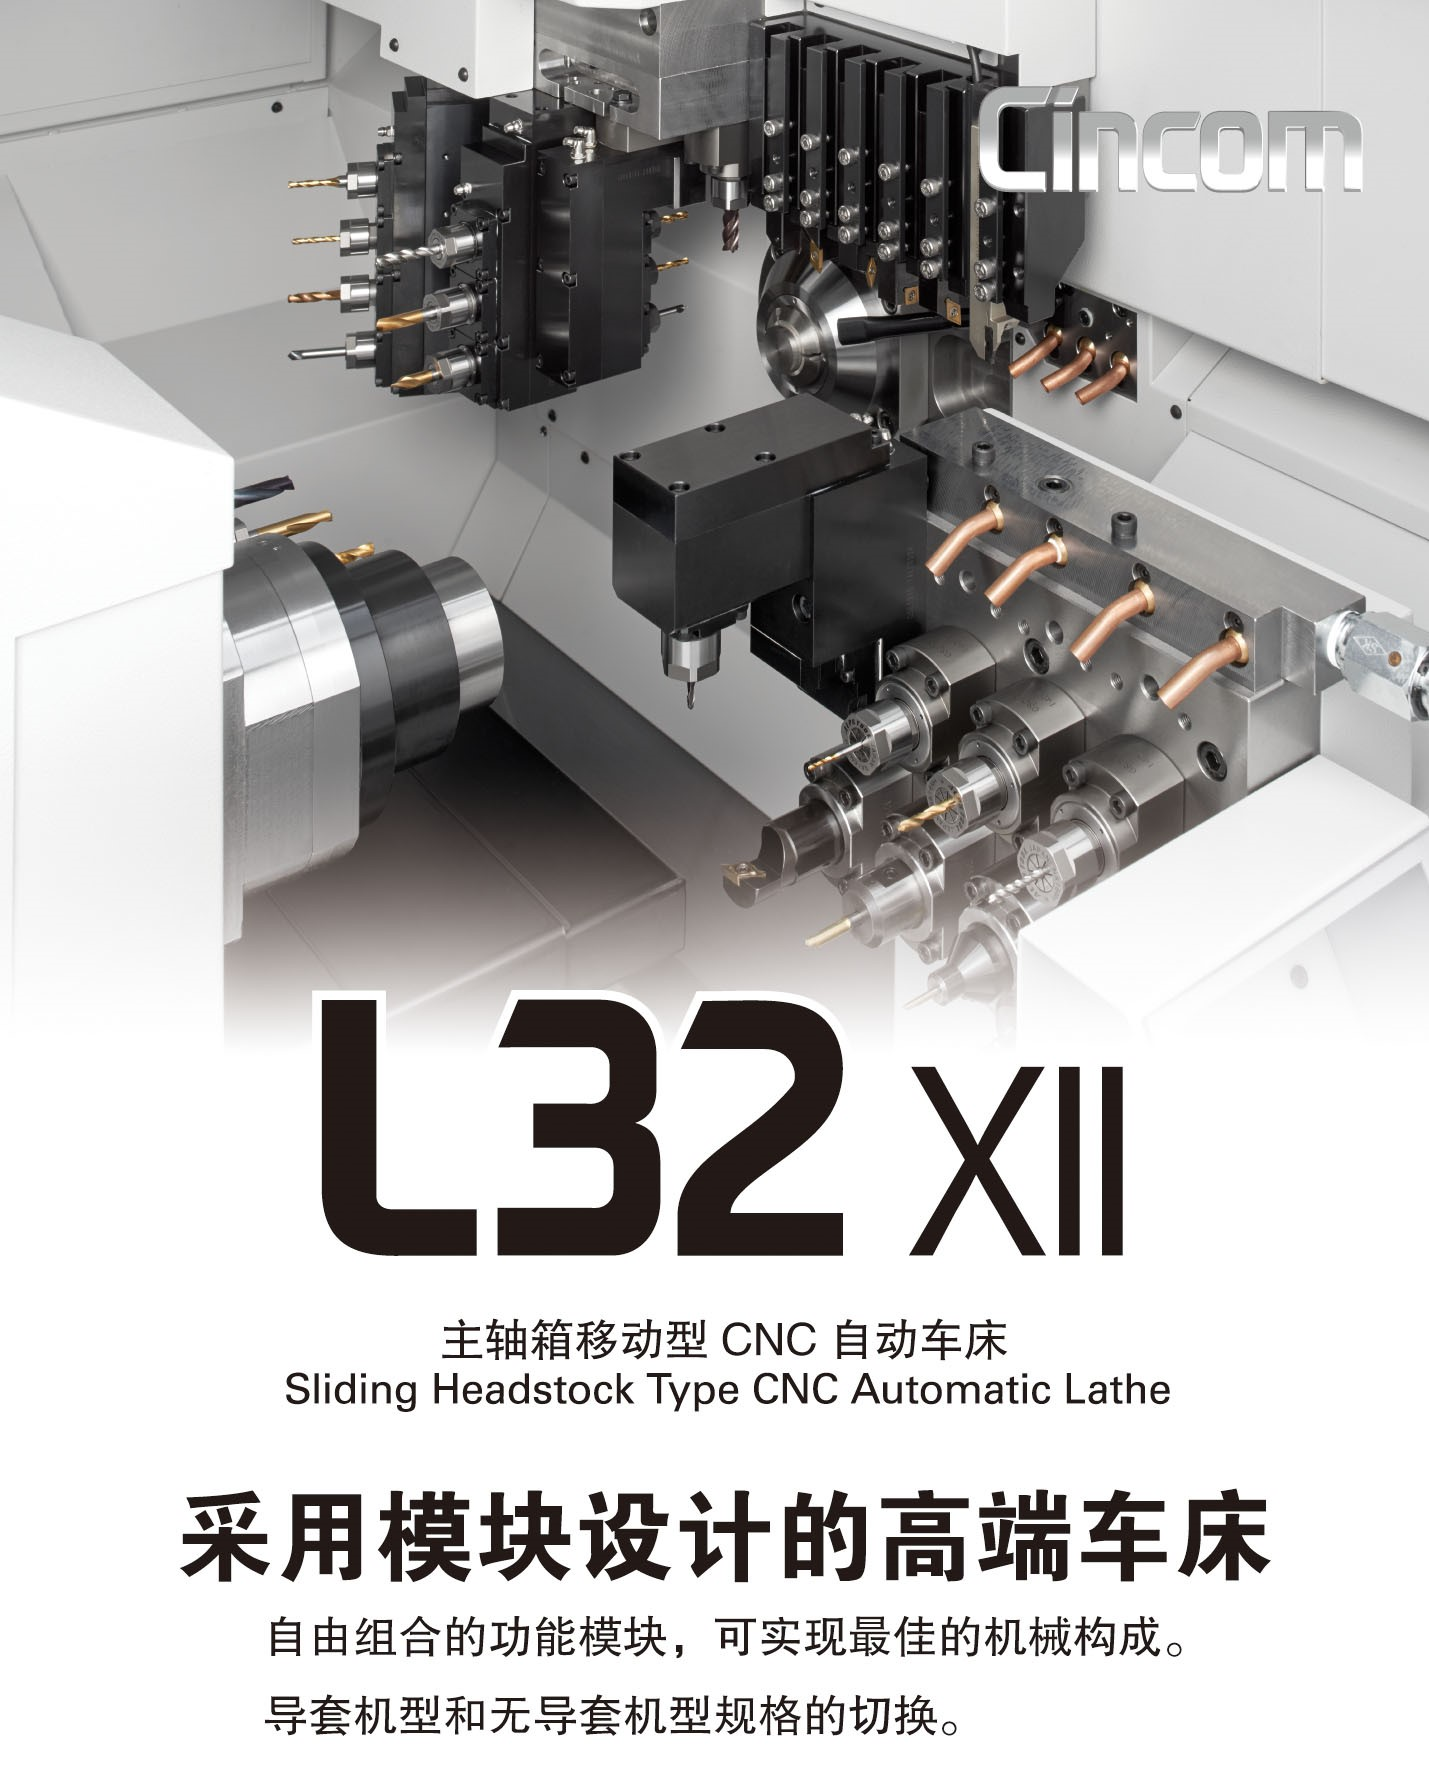 Cincom
L32 XII
主轴箱移动型 CNC 自动车床
Sliding Headstock Type CNC Automatic Lathe
采用模块设计的高端车床
自由组合的功能模块，可实现最佳的机械构成。
导套机型和无导套机型规格的切换。